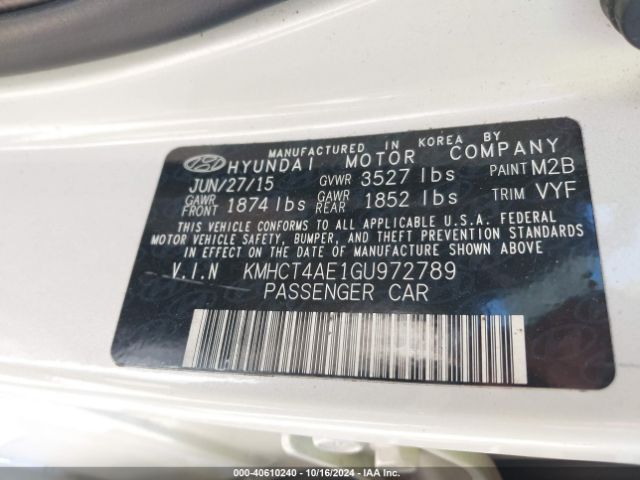 MANUFACTURED IN KOREA BY
HYUNDAI MOTOR COMPANY
JUN/27/15 GVWR 3527 lbs PAINT M2B
GAWR FRONT 1874 lbs GAWR REAR 1852 lbs TRIM VYF
THIS VEHICLE CONFORMS TO ALL APPLICABLE U.S.A. FEDERAL
MOTOR VEHICLE SAFETY, BUMPER, AND THEFT PREVENTION STANDARDS
IN EFFECT ON THE DATE OF MANUFACTURE SHOWN ABOVE.
V.I.N KMHCT4AE1GU972789
PASSENGER CAR
000-40610240 - 10/16/2024 - IAA Inc.